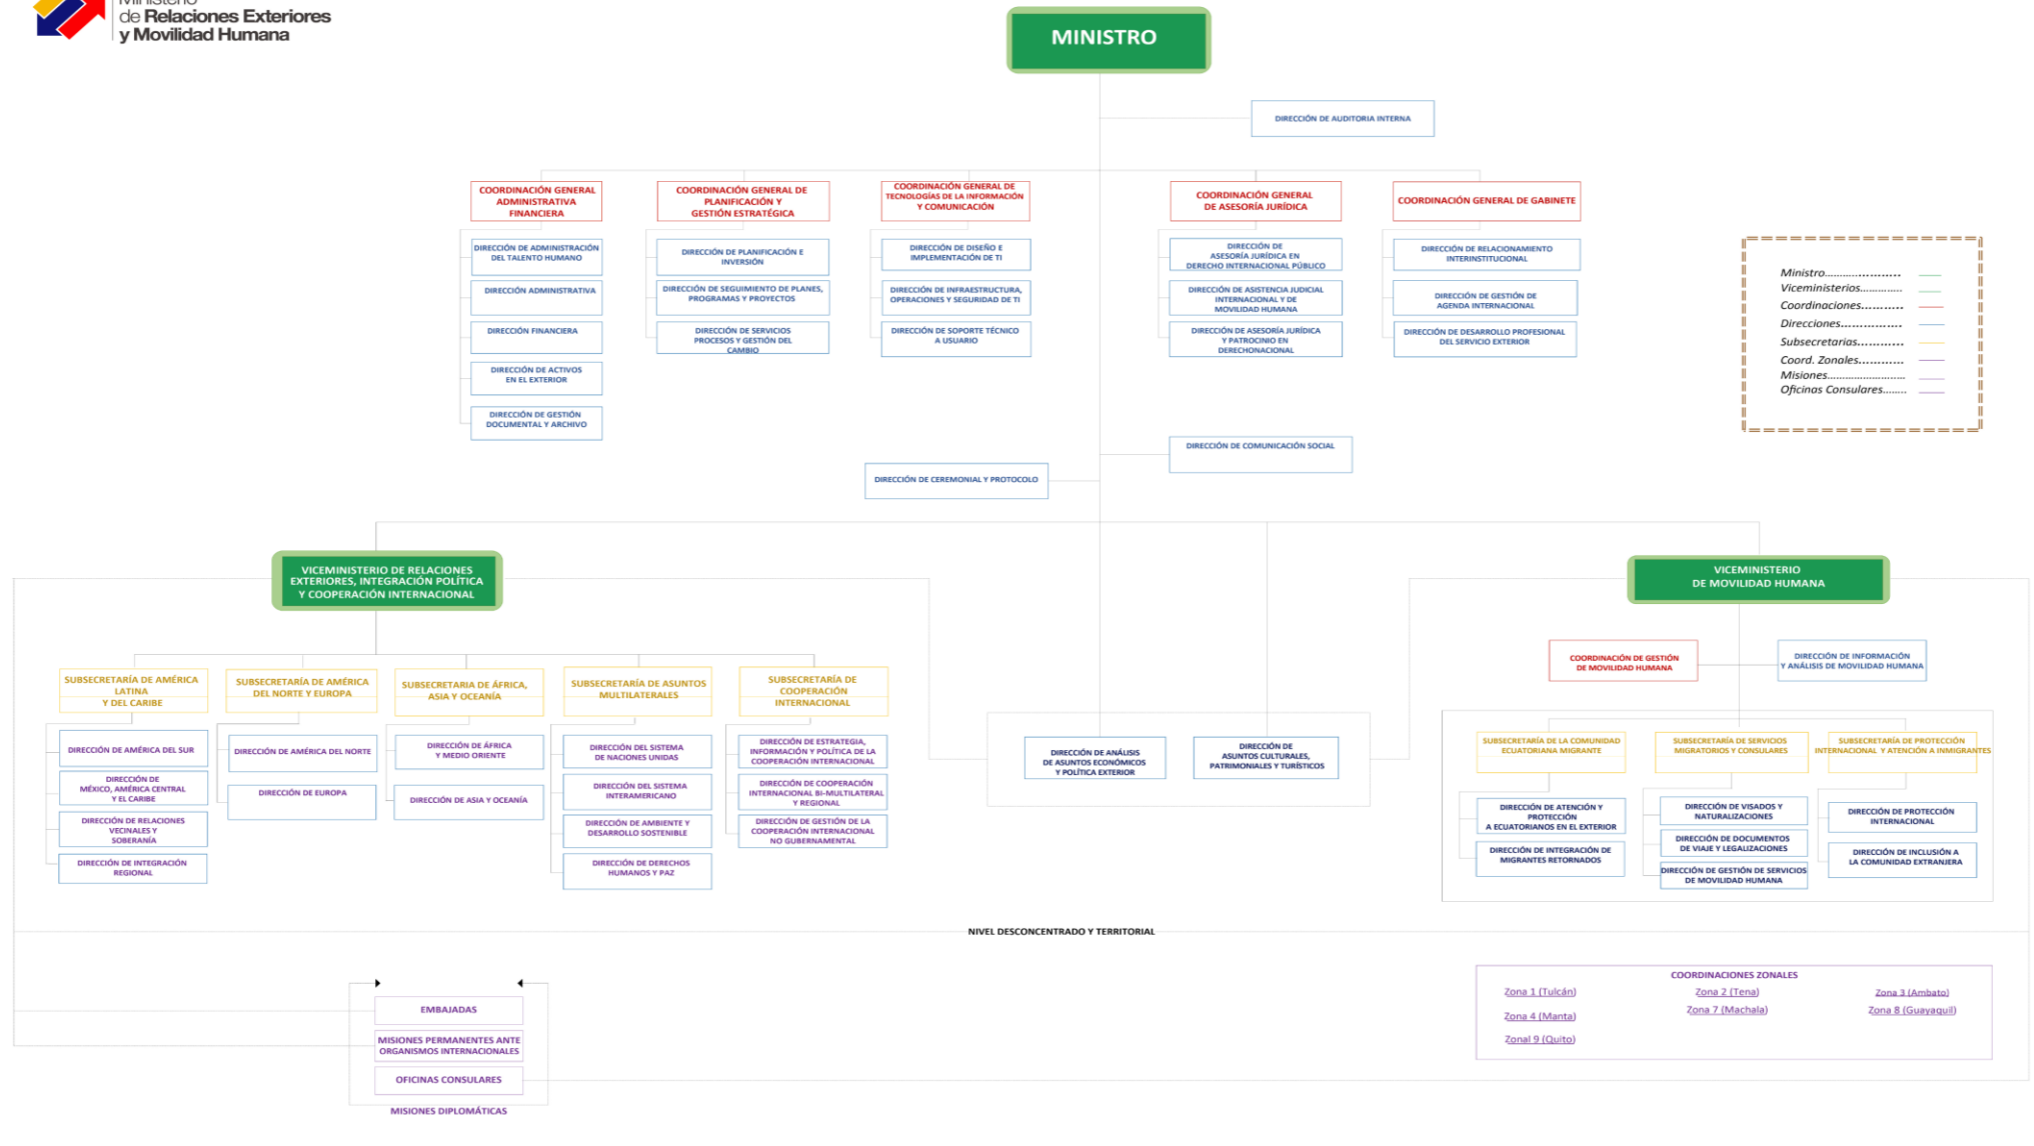 Ministerio
de Relaciones Exteriores
y Movilidad Humana
MINISTRO
DIRECCIÓN DE AUDITORIA INTERNA
COORDINACIÓN GENERAL
ADMINISTRATIVA
FINANCIERA
COORDINACIÓN GENERAL DE
PLANIFICACIÓN Y
GESTIÓN ESTRATÉGICA
COORDINACIÓN GENERAL DE
TECNOLOGÍAS DE LA INFORMACIÓN
Y COMUNICACIÓN
COORDINACIÓN GENERAL
DE ASESORÍA JURÍDICA
COORDINACIÓN GENERAL DE GABINETE
DIRECCIÓN DE ADMINISTRACIÓN
DEL TALENTO HUMANO
DIRECCIÓN ADMINISTRATIVA
DIRECCIÓN FINANCIERA
DIRECCIÓN DE ACTIVOS
EN EL EXTERIOR
DIRECCIÓN DE GESTIÓN
DOCUMENTAL Y ARCHIVO
DIRECCIÓN DE PLANIFICACIÓN E
INVERSIÓN
DIRECCIÓN DE SEGUIMIENTO DE PLANES,
PROGRAMAS Y PROYECTOS
DIRECCIÓN DE SERVICIOS
PROCESOS Y GESTIÓN DEL
CAMBIO
DIRECCIÓN DE DISEÑO E
IMPLEMENTACIÓN DE TI
DIRECCIÓN DE INFRAESTRUCTURA,
OPERACIONES Y SEGURIDAD DE TI
DIRECCIÓN DE SOPORTE TÉCNICO
A USUARIO
DIRECCIÓN DE
ASESORÍA JURÍDICA EN
DERECHO INTERNACIONAL PÚBLICO
DIRECCIÓN DE ASISTENCIA JUDICIAL
INTERNACIONAL Y DE
MOVILIDAD HUMANA
DIRECCIÓN DE ASESORÍA JURÍDICA
Y PATROCINIO EN
DERECHONACIONAL
DIRECCIÓN DE RELACIONAMIENTO
INTERINSTITUCIONAL
DIRECCIÓN DE GESTIÓN DE
AGENDA INTERNACIONAL
DIRECCIÓN DE DESARROLLO PROFESIONAL
DEL SERVICIO EXTERIOR
Ministro.......................
Viceministerios.............
Coordinaciones...........
Direcciones.................
Subsecretarias............
Coord. Zonales............
Misiones........................
Oficinas Consulares........
DIRECCIÓN DE COMUNICACIÓN SOCIAL
DIRECCIÓN DE CEREMONIAL Y PROTOCOLO
VICEMINISTERIO DE RELACIONES
EXTERIORES, INTEGRACIÓN POLÍTICA
Y COOPERACIÓN INTERNACIONAL
VICEMINISTERIO
DE MOVILIDAD HUMANA
COORDINACIÓN DE GESTIÓN
DE MOVILIDAD HUMANA
DIRECCIÓN DE INFORMACIÓN
Y ANÁLISIS DE MOVILIDAD HUMANA
SUBSECRETARÍA DE AMÉRICA
LATINA
Y DEL CARIBE
SUBSECRETARÍA DE AMÉRICA
DEL NORTE Y EUROPA
SUBSECRETARIA DE ÁFRICA,
ASIA Y OCEANÍA
SUBSECRETARÍA DE ASUNTOS
MULTILATERALES
SUBSECRETARÍA DE
COOPERACIÓN
INTERNACIONAL
DIRECCIÓN DE AMÉRICA DEL SUR
DIRECCIÓN DE
MÉXICO, AMÉRICA CENTRAL
Y EL CARIBE
DIRECCIÓN DE RELACIONES
VECINALES Y
SOBERANÍA
DIRECCIÓN DE INTEGRACIÓN
REGIONAL
DIRECCIÓN DE AMÉRICA DEL NORTE
DIRECCIÓN DE EUROPA
DIRECCIÓN DE ÁFRICA
Y MEDIO ORIENTE
DIRECCIÓN DE ASIA Y OCEANÍA
DIRECCIÓN DEL SISTEMA
DE NACIONES UNIDAS
DIRECCIÓN DEL SISTEMA
INTERAMERICANO
DIRECCIÓN DE AMBIENTE Y
DESARROLLO SOSTENIBLE
DIRECCIÓN DE DERECHOS
HUMANOS Y PAZ
DIRECCIÓN DE ESTRATEGIA,
INFORMACIÓN Y POLÍTICA DE LA
COOPERACIÓN INTERNACIONAL
DIRECCIÓN DE COOPERACIÓN
INTERNACIONAL BI-MULTILATERAL
Y REGIONAL
DIRECCIÓN DE GESTIÓN DE LA
COOPERACIÓN INTERNACIONAL
NO GUBERNAMENTAL
DIRECCIÓN DE ANÁLISIS
DE ASUNTOS ECONÓMICOS
Y POLÍTICA EXTERIOR
DIRECCIÓN DE
ASUNTOS CULTURALES,
PATRIMONIALES Y TURÍSTICOS
SUBSECRETARÍA DE LA COMUNIDAD
ECUATORIANA MIGRANTE
SUBSECRETARÍA DE SERVICIOS
MIGRATORIOS Y CONSULARES
SUBSECRETARÍA DE PROTECCIÓN
INTERNACIONAL Y ATENCIÓN A INMIGRANTES
DIRECCIÓN DE ATENCIÓN Y
PROTECCIÓN
A ECUATORIANOS EN EL EXTERIOR
DIRECCIÓN DE INTEGRACIÓN DE
MIGRANTES RETORNADOS
DIRECCIÓN DE VISADOS Y
NATURALIZACIONES
DIRECCIÓN DE DOCUMENTOS
DE VIAJE Y LEGALIZACIONES
DIRECCIÓN DE GESTIÓN DE SERVICIOS
DE MOVILIDAD HUMANA
DIRECCIÓN DE PROTECCIÓN
INTERNACIONAL
DIRECCIÓN DE INCLUSIÓN A
LA COMUNIDAD EXTRANJERA
NIVEL DESCONCENTRADO Y TERRITORIAL
EMBAJADAS
MISIONES PERMANENTES ANTE
ORGANISMOS INTERNACIONALES
OFICINAS CONSULARES
MISIONES DIPLOMÁTICAS
COORDINACIONES ZONALES
Zona 1 (Tulcán)
Zona 2 (Tena)
Zona 3 (Ambato)
Zona 4 (Manta)
Zona 7 (Machala)
Zona 8 (Guayaquil)
Zonal 9 (Quito)